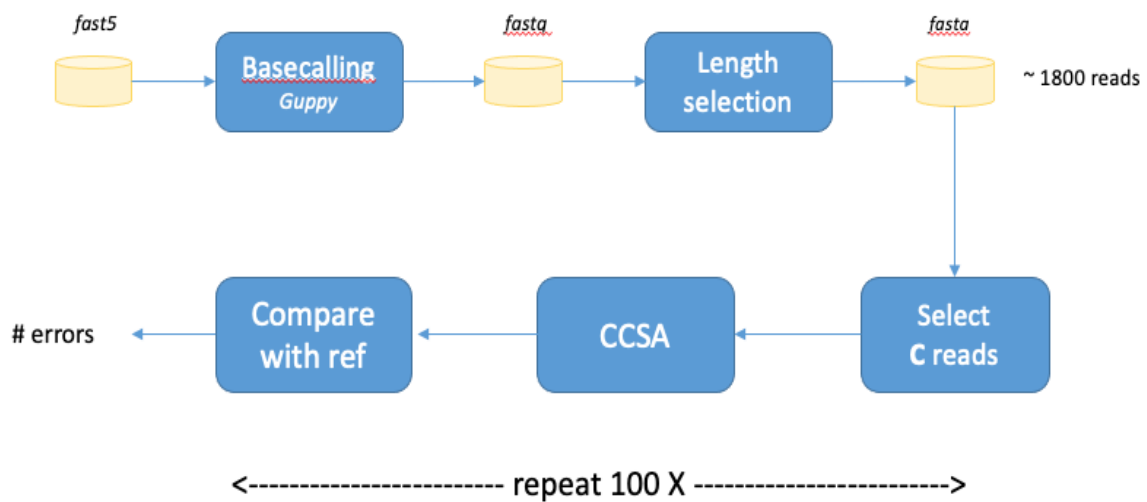 fast5
Basecalling
Guppy
fastq
Length
selection
fasta
~ 1800 reads
# errors
Compare
with ref
CCSA
Select
C reads
<------------------------ repeat 100 X ------------------------>